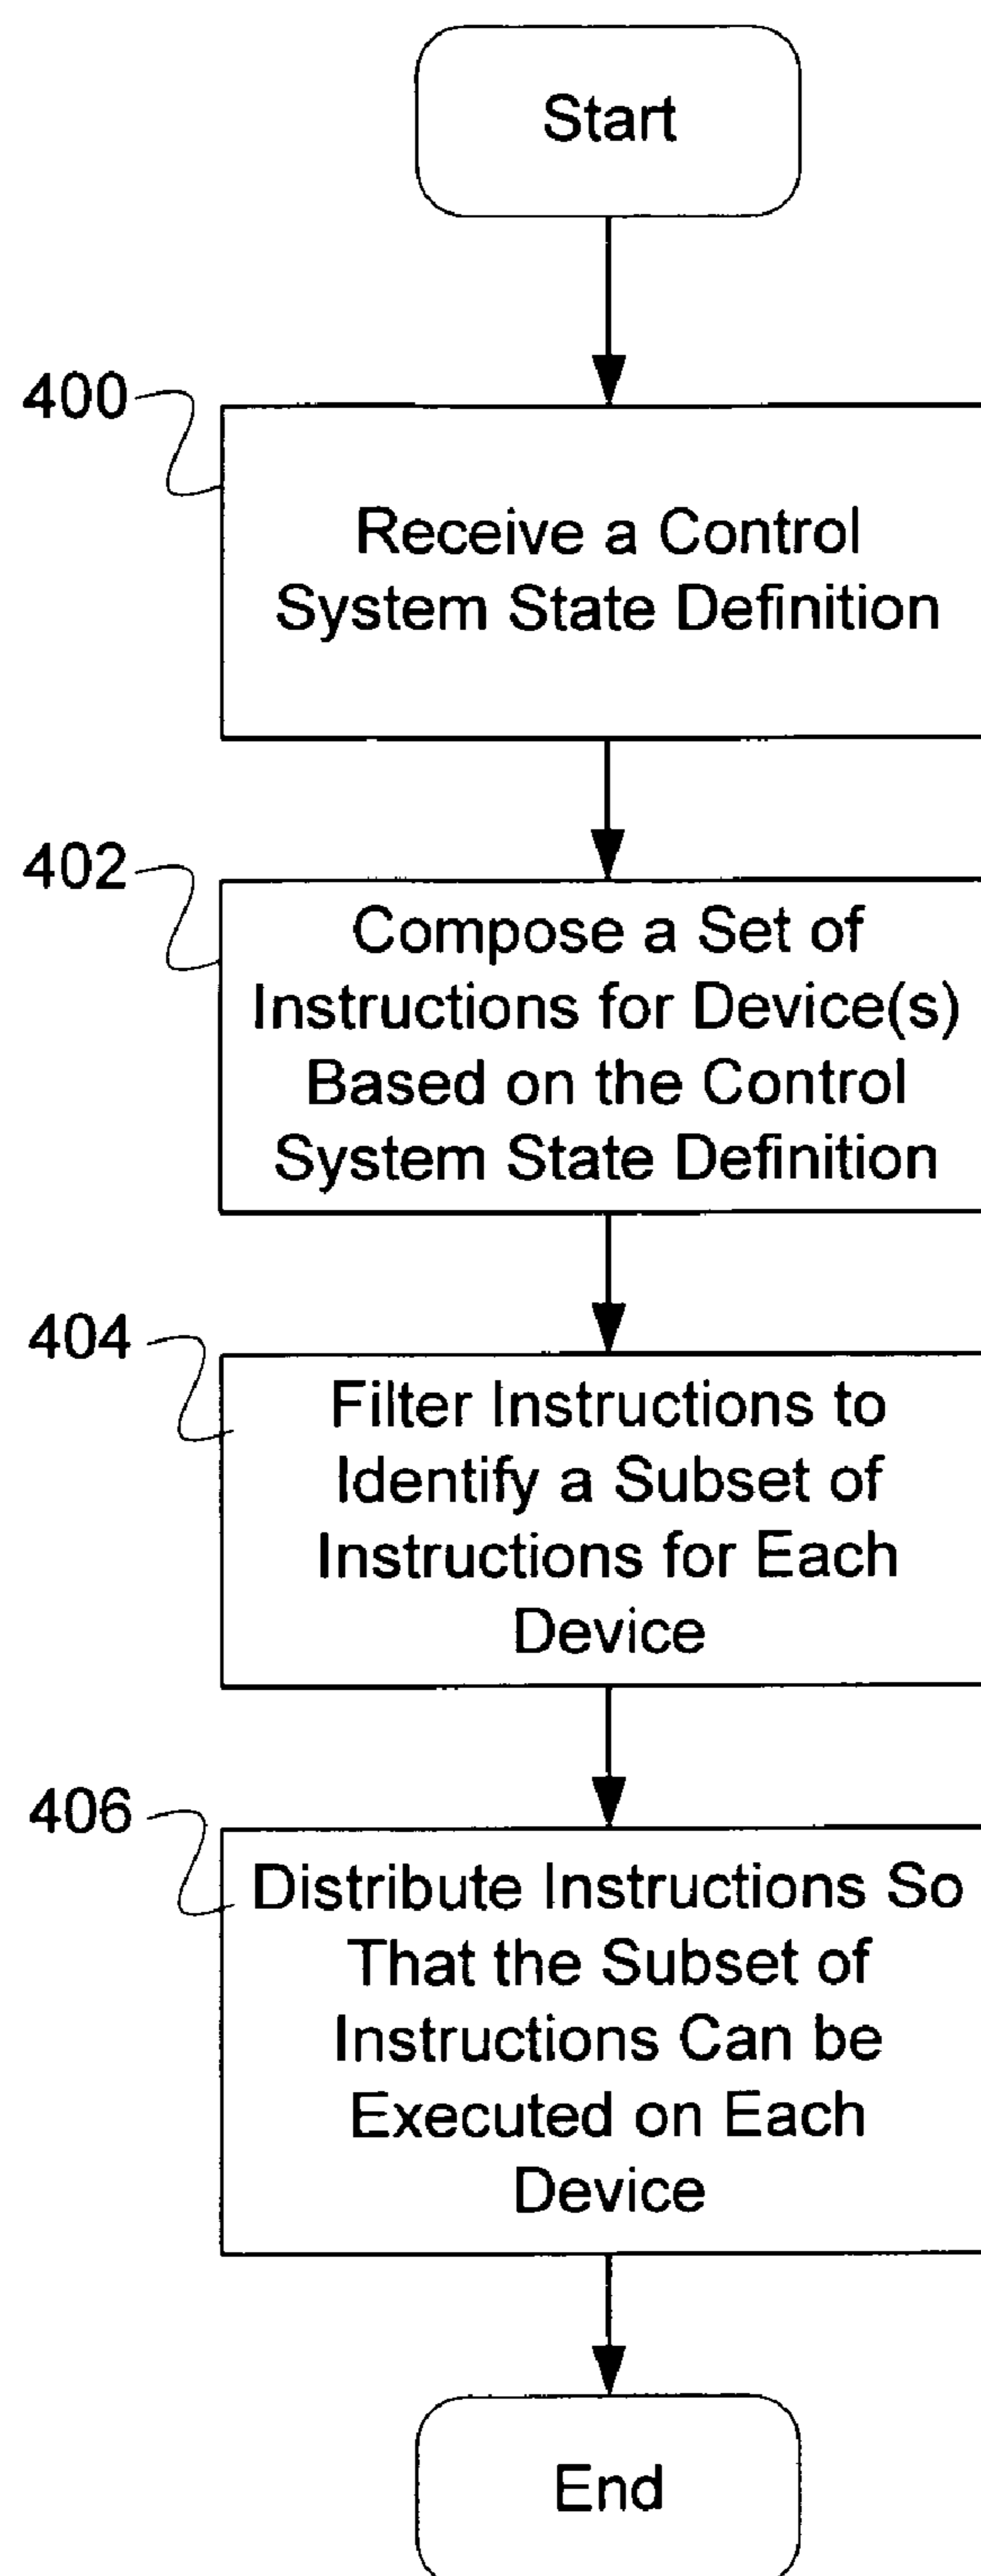 Start
400
Receive a Control
System State Definition
402
Compose a Set of
Instructions for Device(s)
Based on the Control
System State Definition
404
Filter Instructions to
Identify a Subset of
Instructions for Each
Device
406
Distribute Instructions So
That the Subset of
Instructions Can be
Executed on Each
Device
End